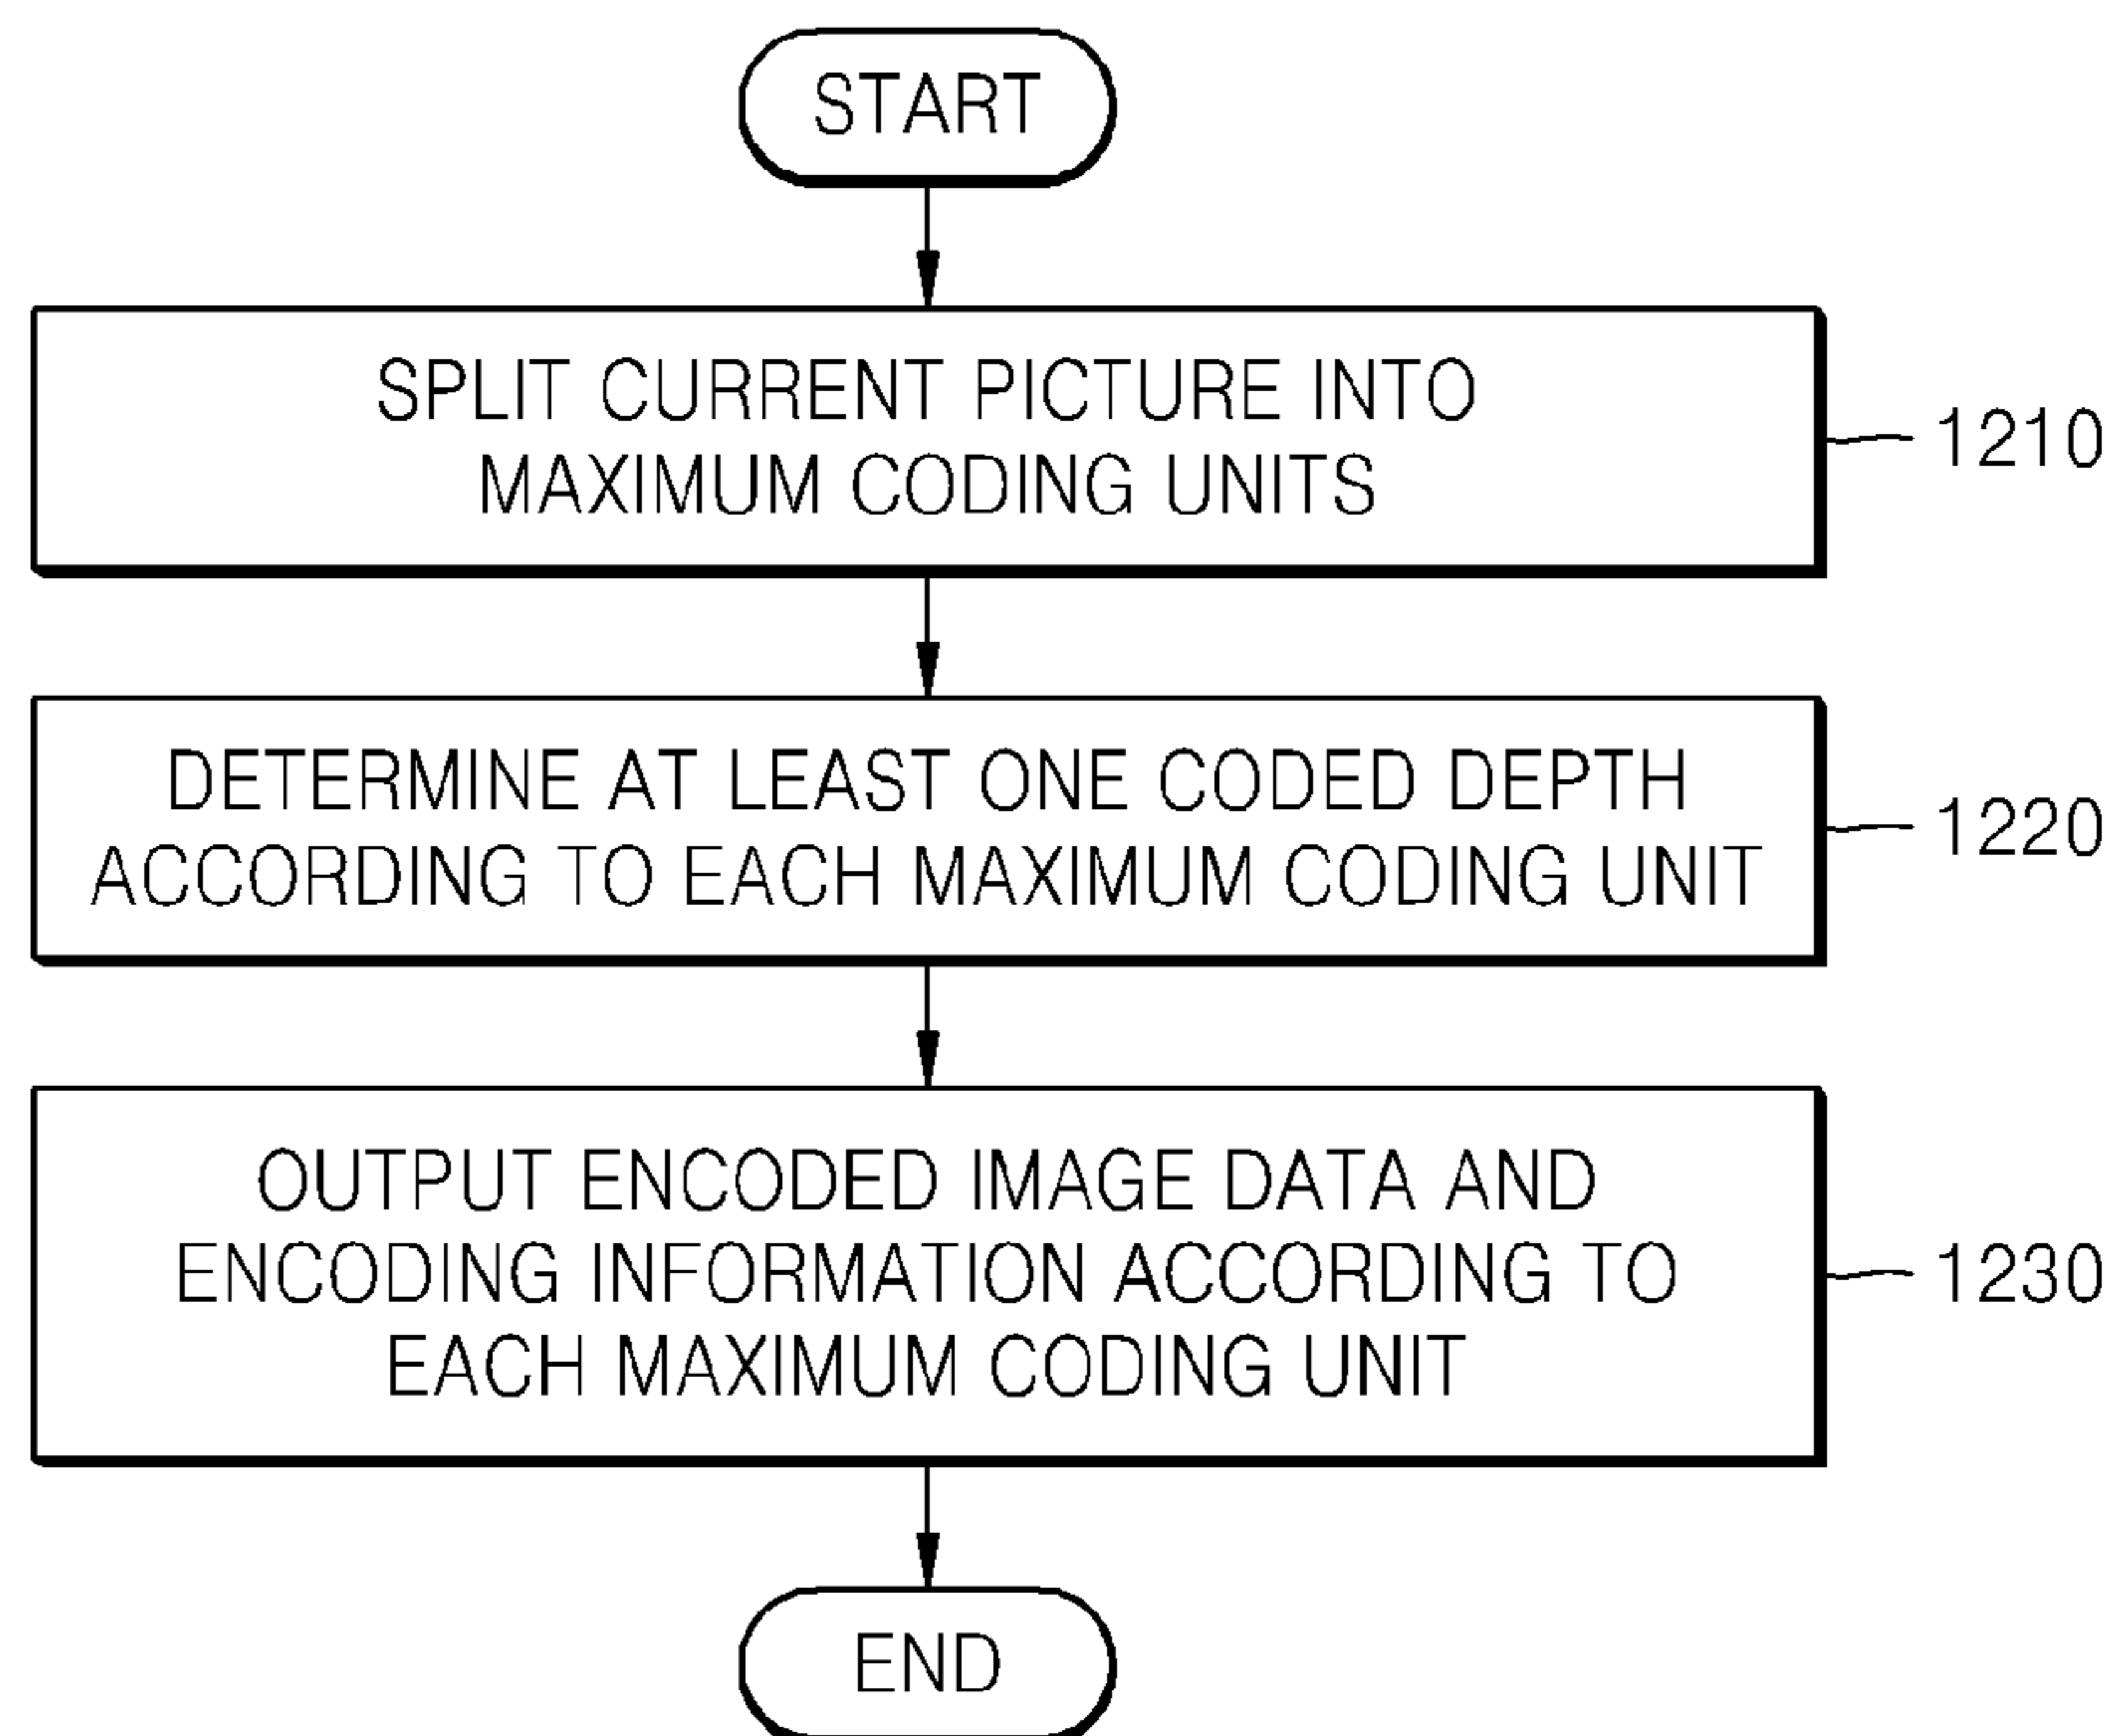 START
SPLIT CURRENT PICTURE INTO
MAXIMUM CODING UNITS
1210
DETERMINE AT LEAST ONE CODED DEPTH
ACCORDING TO EACH MAXIMUM CODING UNIT
1220
OUTPUT ENCODED IMAGE DATA AND
ENCODING INFORMATION ACCORDING TO
EACH MAXIMUM CODING UNIT
1230
END